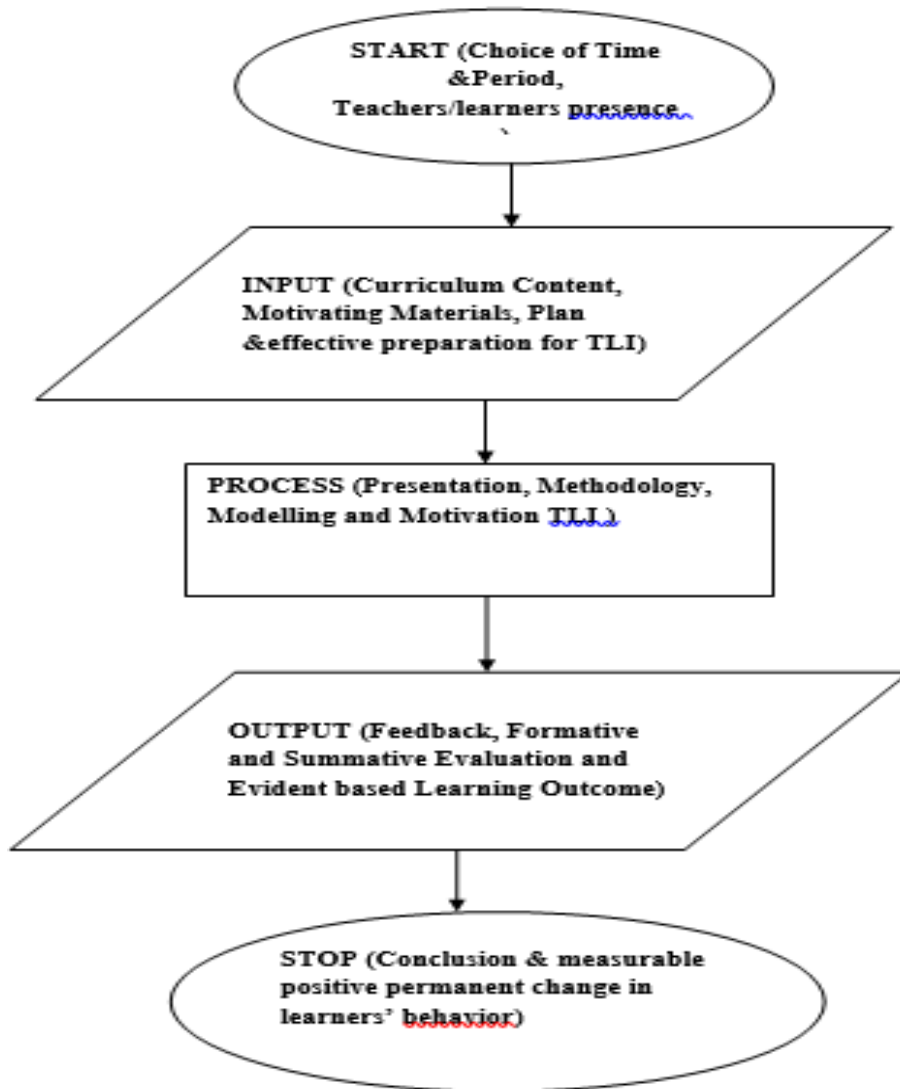 START (Choice of Time
&Period,
Teachers/learners presence
)
INPUT (Curriculum Content,
Motivating Materials, Plan
&effective preparation for TLI)
PROCESS (Presentation, Methodology,
Modelling and Motivation TLI )
OUTPUT (Feedback, Formative
and Summative Evaluation and
Evident based Learning Outcome)
STOP (Conclusion & measurable
positive permanent change in
learners’ behavior)